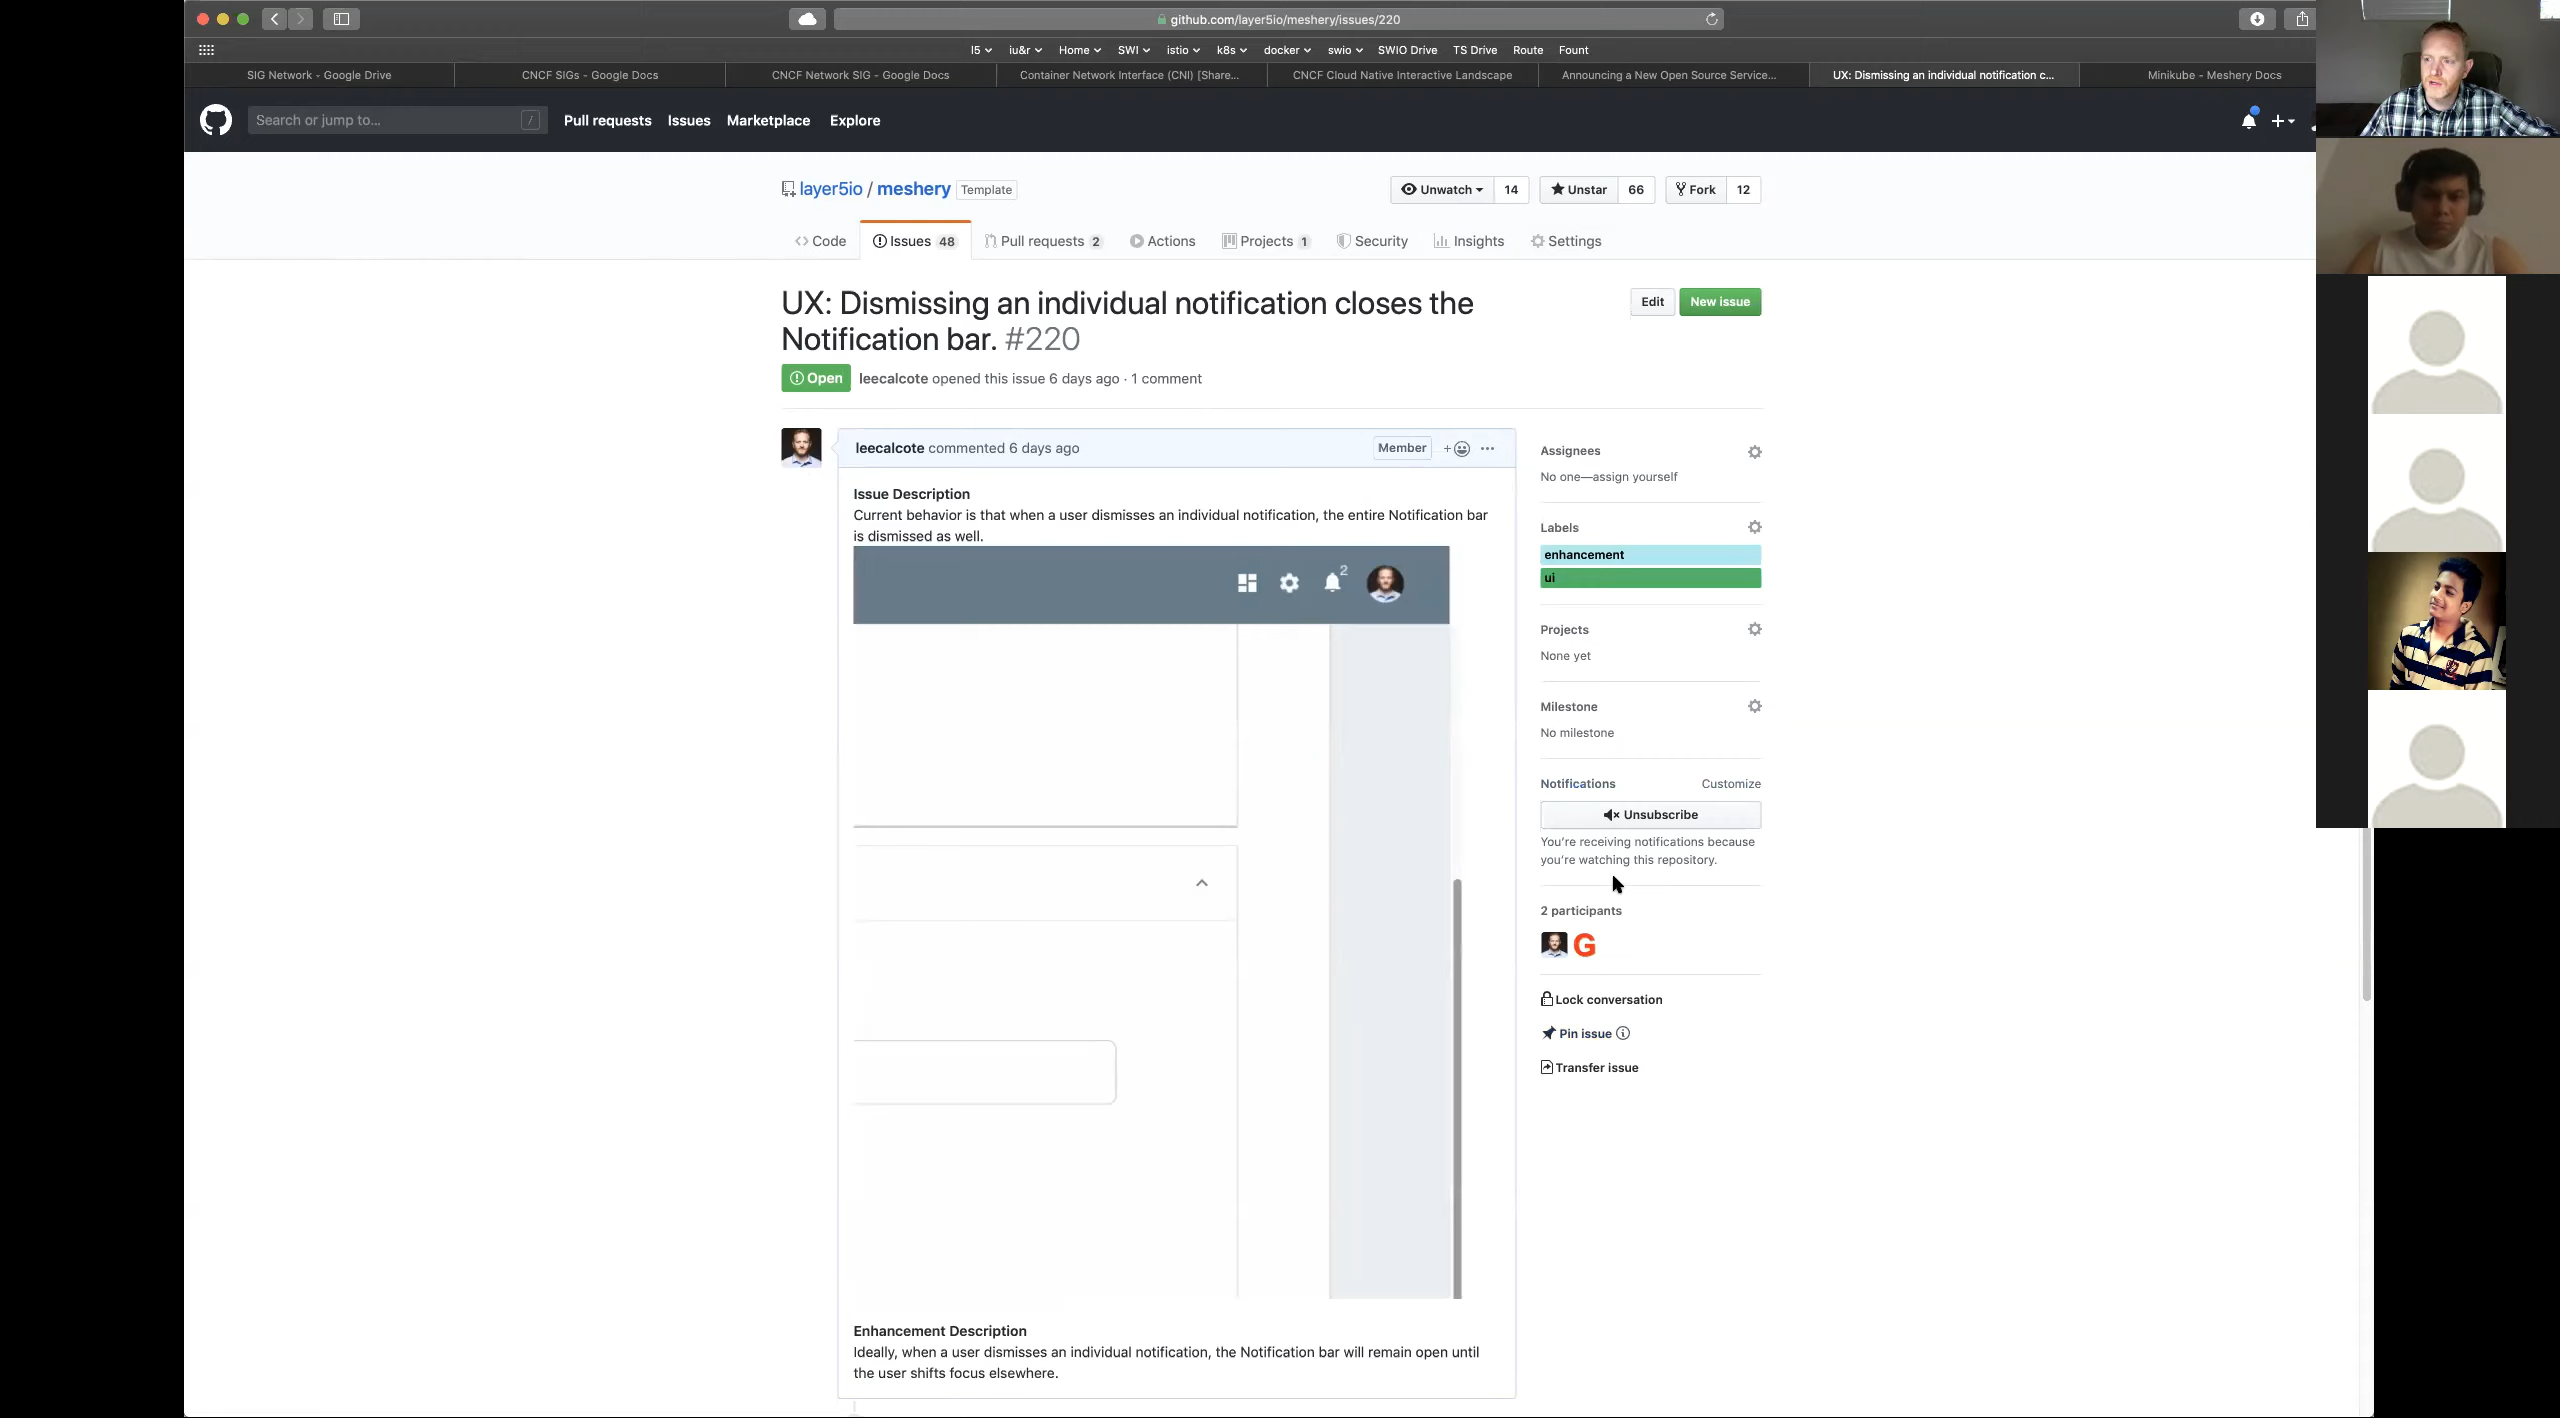 github.com/layer5io/meshery/issues/220
l5 iu&r Home SWI istio k8s docker swio SWIO Drive TS Drive Route Fount
SIG Network - Google Drive CNCF SIGs - Google Docs CNCF Network SIG - Google Docs Container Network Interface (CNI) [Share... CNCF Cloud Native Interactive Landscape Announcing a New Open Source Service... UX: Dismissing an individual notification c... Minikube - Meshery Docs
Search or jump to... / Pull requests Issues Marketplace Explore
layer5io / meshery Template Unwatch 14 Unstar 66 Fork 12
Code Issues 48 Pull requests 2 Actions Projects 1 Security Insights Settings
UX: Dismissing an individual notification closes the
Notification bar. #220
Edit New issue
Open leecalcote opened this issue 6 days ago · 1 comment
leecalcote commented 6 days ago Member
Issue Description
Current behavior is that when a user dismisses an individual notification, the entire Notification bar
is dismissed as well.
2
Enhancement Description
Ideally, when a user dismisses an individual notification, the Notification bar will remain open until
the user shifts focus elsewhere.
Assignees
No one—assign yourself
Labels
enhancement
ui
Projects
None yet
Milestone
No milestone
Notifications Customize
Unsubscribe
You're receiving notifications because
you're watching this repository.
2 participants
G
Lock conversation
Pin issue
Transfer issue